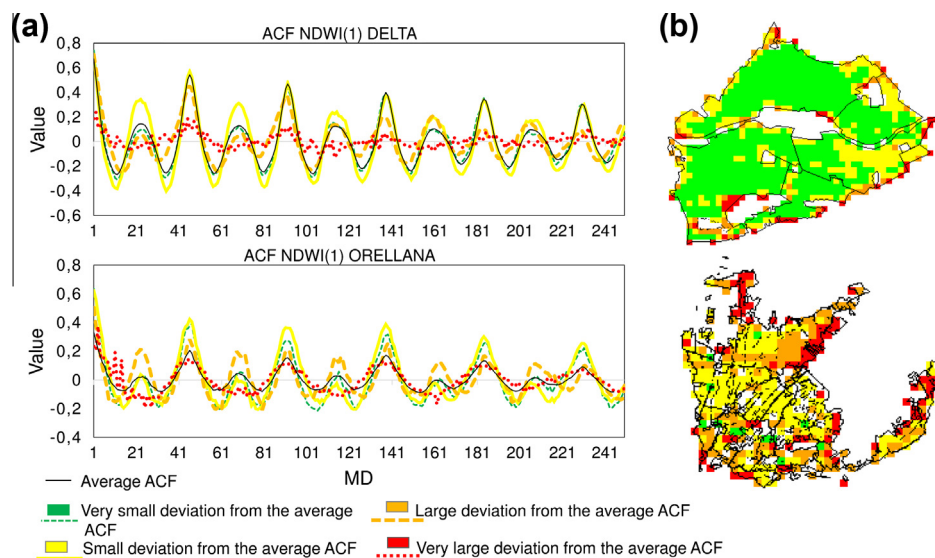 (a)
(b)
ACF NDWI(1) DELTA
0,8
0,6
0,4
0,2
0
-0,2
-0,4
-0,6
Value
1 21 41 61 81 101 121 141 161 181 201 221 241
ACF NDWI(1) ORELLANA
0,8
0,6
0,4
0,2
0
-0,2
-0,4
Value
1 21 41 61 81 101 121 141 161 181 201 221 241
MD
Average ACF
Very small deviation from the average
ACF
Large deviation from the average ACF
Small deviation from the average ACF
Very large deviation from the average ACF